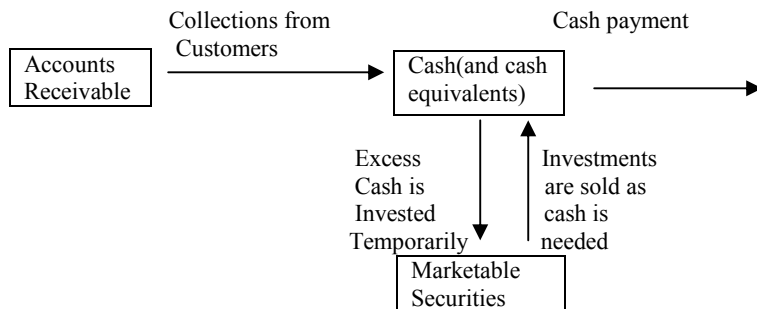 Collections from
Customers
Cash payment
Accounts
Receivable
Cash(and cash
equivalents)
Excess
Cash is
Invested
Temporarily
Investments
are sold as
cash is
needed
Marketable
Securities